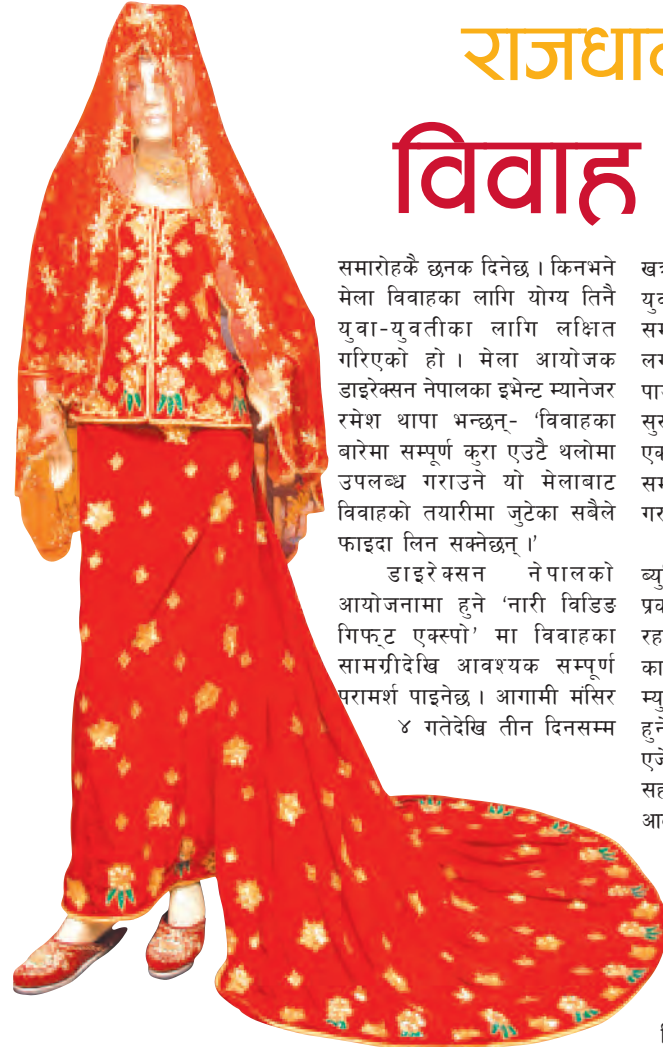 विवाह
समारोहकै छनक दिनेछ । किनभने
मेला विवाहका लागि योग्य तिनै
युवा-युवतीका लागि लक्षित
गरिएको हो । मेला आयोजक
डाइरेक्सन नेपालका इभेन्ट म्यानेजर
रमेश थापा भन्छन्- ‘विवाहका
बारेमा सम्पूर्ण कुरा एउटै थलोमा
उपलब्ध गराउने यो मेलाबाट
विवाहको तयारीमा जुटेका सबैले
फाइदा लिन सक्नेछन् ।’
डाइरेक्सन नेपालको
आयोजनामा हुने ‘नारी विडिङ
गिफ्ट एक्स्पो’ मा विवाहका
सामग्रीदेखि आवश्यक सम्पूर्ण
परामर्श पाइनेछ । आगामी मंसिर
४ गतेदेखि तीन दिनसम्म